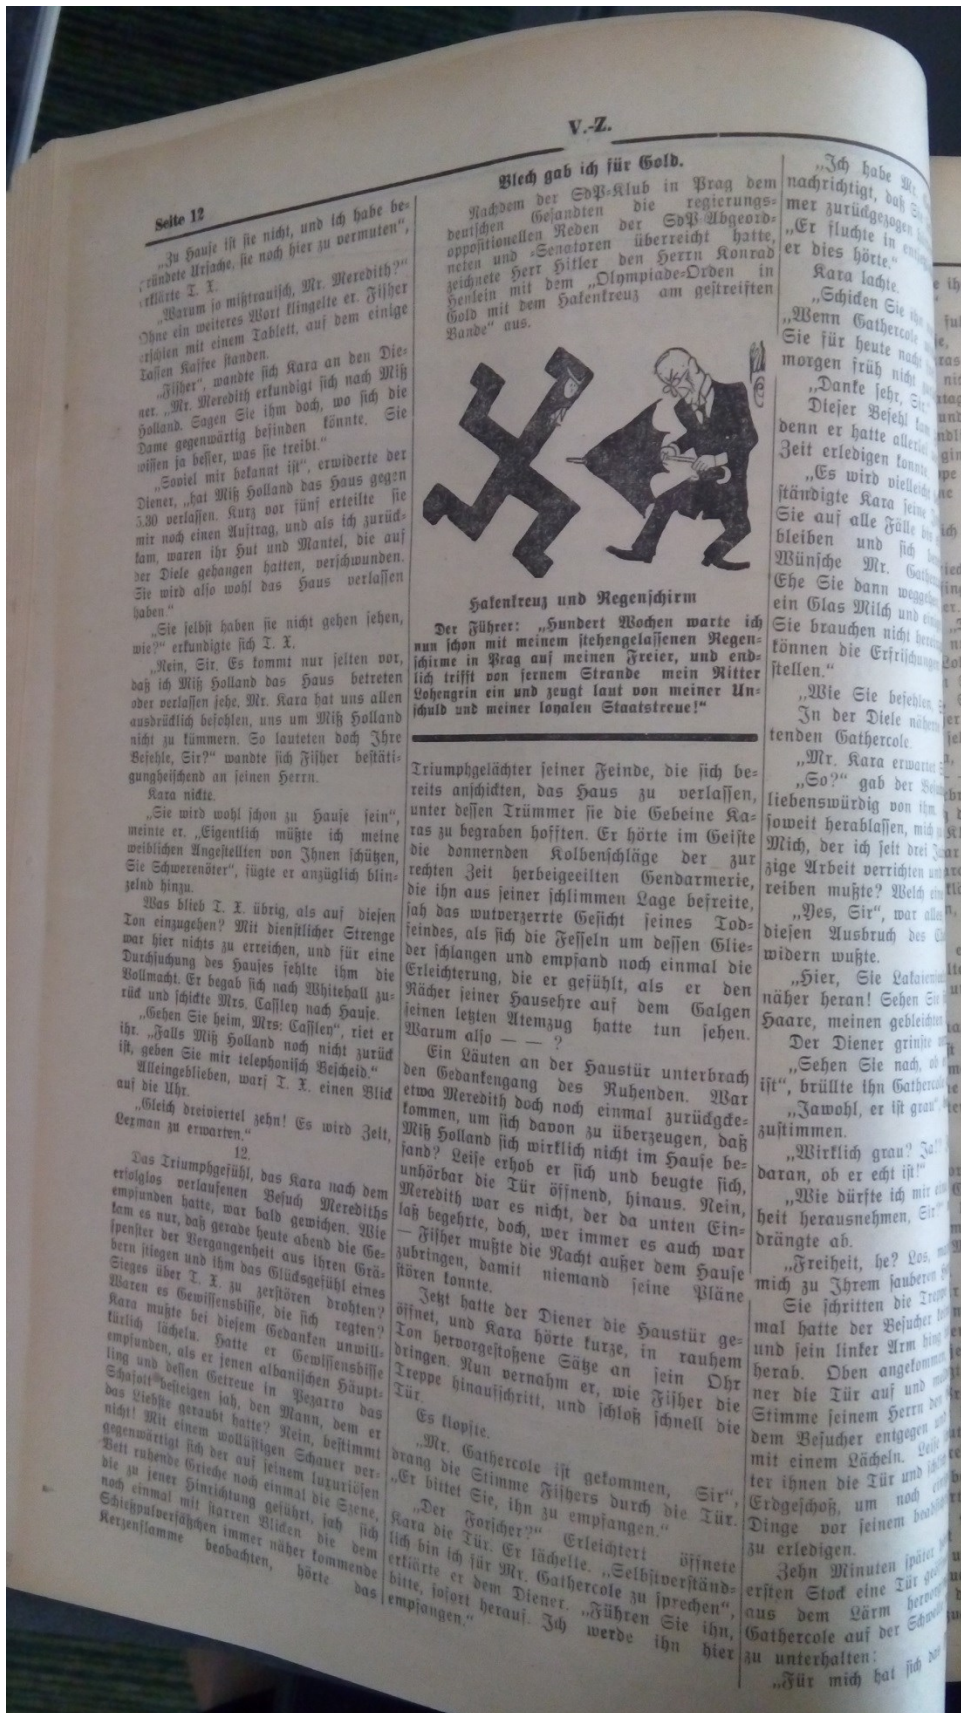 V.-Z.
Seite 12
„Zu Hause ist sie nicht, und ich habe be-
gründete Ursache, sie noch hier zu vermuten“,
erklärte T. X.
„Warum so mißtrauisch, Mr. Meredith?“
Ohne ein weiteres Wort klingelte er. Fisher
erschien mit einem Tablett, auf dem einige
Tassen Kaffee standen.
„Fisher“, wandte sich Kara an den Die-
ner. „Mr. Meredith erkundigt sich nach Miß
Holland. Sagen Sie ihm doch, wo sich die
Dame gegenwärtig befinden könnte. Sie
wissen ja besser, was sie treibt.“
„Soviel mir bekannt ist“, erwiderte der
Diener, „hat Miß Holland das Haus gegen
5.30 verlassen. Kurz vor fünf erteilte sie
mir noch einen Auftrag, und als ich zurück-
kam, waren ihr Hut und Mantel, die auf
der Diele gehangen hatten, verschwunden.
Sie wird also wohl das Haus verlassen
haben.“
„Sie selbst haben sie nicht gehen sehen,
wie?“ erkundigte sich T. X.
„Nein, Sir. Es kommt nur selten vor,
daß ich Miß Holland das Haus betreten
oder verlassen sehe. Mr. Kara hat uns allen
ausdrücklich befohlen, uns um Miß Holland
nicht zu kümmern. So lauteten doch Ihre
Befehle, Sir?“ wandte sich Fisher bestäti-
gungheischend an seinen Herrn.
Kara nickte.
„Sie wird wohl schon zu Hause sein“,
meinte er. „Eigentlich müßte ich meine
weiblichen Angestellten von Ihnen schützen,
Sie Schwerenöter“, fügte er anzüglich blin-
zelnd hinzu.
Was blieb T. X. übrig, als auf diesen
Ton einzugehen? Mit dienstlicher Strenge
war hier nichts zu erreichen, und für eine
Durchsuchung des Hauses fehlte ihm die
Vollmacht. Er begab sich nach Whitehall zu-
rück und schickte Mrs. Cassley nach Hause.
„Gehen Sie heim, Mrs: Cassley“, riet er
ihr. „Falls Miß Holland noch nicht zurück
ist, geben Sie mir telephonisch Bescheid.“
Alleingeblieben, warf T. X. einen Blick
auf die Uhr.
„Gleich dreiviertel zehn! Es wird Zeit,
Lexman zu erwarten.“
12.
Das Triumphgefühl, das Kara nach dem
erfolglos verlaufenen Besuch Merediths
empfunden hatte, war bald gewichen. Wie
kam es nur, daß gerade heute abend die Ge-
spenster der Vergangenheit aus ihren Grä-
bern stiegen und ihm das Glücksgefühl eines
Sieges über T. X. zu zerstören drohten?
Waren es Gewissensbisse, die sich regten?
Kara mußte bei diesem Gedanken unwill-
kürlich lächeln. Hatte er Gewissensbisse
empfunden, als er jenen albanischen Häupt-
ling und dessen Getreue in Pezarro das
Schafott besteigen sah, den Mann, dem er
das Liebste geraubt hatte? Nein, bestimmt
nicht! Mit einem wollüstigen Schauer ver-
gegenwärtigt sich der auf seinem luxuriösen
Bett ruhende Grieche noch einmal die Szene,
die zu jener Hinrichtung geführt, sah sich
noch einmal mit starren Blicken die dem
Schießpulverfäßchen immer näher kommende
Kerzenflamme beobachten, hörte das
Blech gab ich für Gold.
Nachdem der SdP-Klub in Prag dem
deutschen Gesandten die regierungs-
oppositionellen Reden der SdP-Abgeord-
neten und -Senatoren überreicht hatte,
zeichnete Herr Hitler den Herrn Konrad
Henlein mit dem „Olympiade-Orden in
Gold mit dem Hakenkreuz am gestreiften
Bande“ aus.
Hakenkreuz und Regenschirm
Der Führer: „Hundert Wochen warte ich
nun schon mit meinem stehengelassenen Regen-
schirme in Prag auf meinen Freier, und end-
lich trifft von fernem Strande mein Ritter
Lohengrin ein und zeugt laut von meiner Un-
schuld und meiner loyalen Staatstreue!“
Triumphgelächter seiner Feinde, die sich be-
reits anschickten, das Haus zu verlassen,
unter dessen Trümmer sie die Gebeine Ka-
ras zu begraben hofften. Er hörte im Geiste
die donnernden Kolbenschläge der zur
rechten Zeit herbeigeeilten Gendarmerie,
die ihn aus seiner schlimmen Lage befreite,
sah das wutverzerrte Gesicht seines Tod-
feindes, als sich die Fesseln um dessen Glie-
der schlangen und empfand noch einmal die
Erleichterung, die er gefühlt, als er den
Rächer seiner Hausehre auf dem Galgen
seinen letzten Atemzug hatte tun sehen.
Warum also — — ?
Ein Läuten an der Haustür unterbrach
den Gedankengang des Ruhenden. War
etwa Meredith doch noch einmal zurückge-
kommen, um sich davon zu überzeugen, daß
Miß Holland sich wirklich nicht im Hause be-
fand? Leise erhob er sich und beugte sich,
unhörbar die Tür öffnend, hinaus. Nein,
Meredith war es nicht, der da unten Ein-
laß begehrte, doch, wer immer es auch war
— Fisher mußte die Nacht außer dem Hause
zubringen, damit niemand seine Pläne
stören konnte.
Jetzt hatte der Diener die Haustür ge-
öffnet, und Kara hörte kurze, in rauhem
Ton hervorgestoßene Sätze an sein Ohr
dringen. Nun vernahm er, wie Fisher die
Treppe hinaufschritt, und schloß schnell die
Tür.
Es klopfte.
„Mr. Gathercole ist gekommen, Sir“,
drang die Stimme Fishers durch die Tür.
„Er bittet Sie, ihn zu empfangen.“
„Der Forscher?“ Erleichtert öffnete
Kara die Tür. Er lächelte. „Selbstverständ-
lich bin ich für Mr. Gathercole zu sprechen“,
erklärte er dem Diener. „Führen Sie ihn,
bitte, sofort herauf. Ich werde ihn hier
empfangen.“
„Ich habe Mr.
nachrichtigt, daß Sie
mer zurückgezogen
„Er fluchte in
er dies hörte.“
Kara lachte.
„Schicken Sie
„Wenn Gathercole
Sie für heute nacht
morgen früh nicht
„Danke sehr, Sir“
Dieser Befehl kam
denn er hatte allerlei
Zeit erledigen konnte.
„Es wird vielleicht
ständigte Kara seine
Sie auf alle Fälle bis
bleiben und sich
Wünsche Mr.
Ehe Sie dann weggehen
ein Glas Milch und
Sie brauchen nicht
können die Erfrischungen
stellen.“
„Wie Sie befehlen,
In der Diele
tenden Gathercole.
„Mr. Kara erwartet
„So?“ gab der
liebenswürdig von ihm.
soweit herablassen, mich
Mich, der ich seit drei
zige Arbeit verrichten und
reiben mußte? Welch
„Yes, Sir“, war alles
diesen Ausbruch des
widern wußte.
„Hier, Sie
näher heran! Sehen Sie
Haare, meinen gebleichten
Der Diener grinste
„Sehen Sie nach, ob
ist“, brüllte ihn Gathercole
„Jawohl, er ist grau“,
zustimmen.
„Wirklich grau? Ja!?
daran, ob er echt ist!“
„Wie dürfte ich mir
heit herausnehmen, Sir“
drängte ab.
„Freiheit, he? Los,
mich zu Ihrem sauberen
Sie schritten die Treppe
mal hatte der Besucher
und sein linker Arm hing
herab. Oben angekommen,
ner die Tür auf und
Stimme seinem Herrn den
dem Besucher entgegen und
mit einem Lächeln. Leise
ter ihnen die Tür und
Erdgeschoß, um noch
Dinge vor seinem
zu erledigen.
Zehn Minuten später
ersten Stock eine Tür
aus dem Lärm
Gathercole auf der Schwelle
zu unterhalten:
„Für mich hat sich das